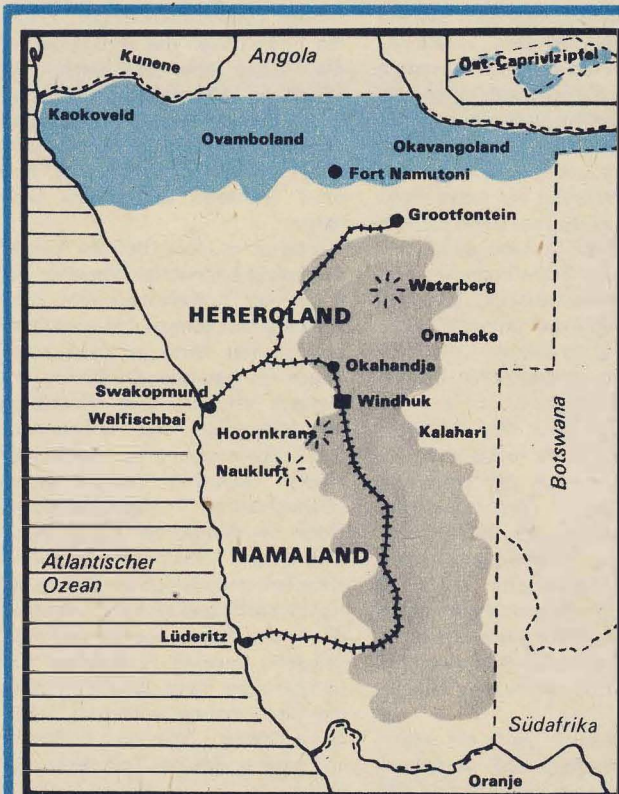 Kunene
Angola
Ost-Caprivizipfel
Kaokoveld
Ovamboland
Okavangoland
Fort Namutoni
Grootfontein
Waterberg
HEREROLAND
Omaheke
Okahandja
Swakopmund
Windhuk
Walfischbai
Hoornkrans
Kalahari
Naukluft
Botswana
NAMALAND
Atlantischer
Ozean
Lüderitz
Südafrika
Oranje